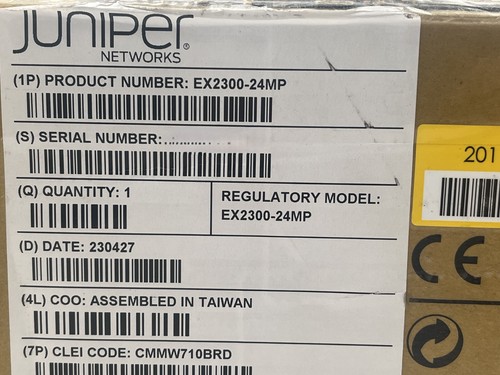 JUNIPEr®
NETWORKS
(1P) PRODUCT NUMBER: EX2300-24MP
(S) SERIAL NUMBER:
(Q) QUANTITY: 1
REGULATORY MODEL:
EX2300-24MP
(D) DATE: 230427
(4L) COO: ASSEMBLED IN TAIWAN
(7P) CLEI CODE: CMMW710BRD
201
CE